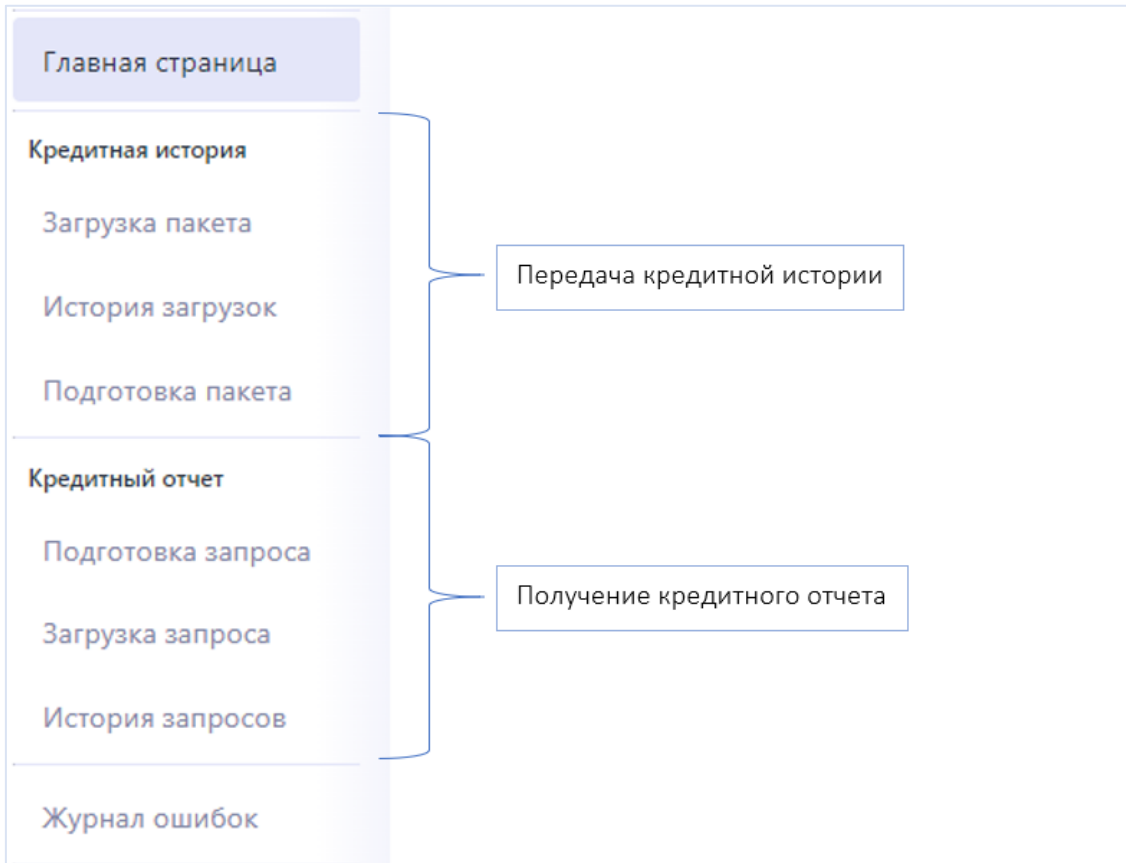 Главная страница
Кредитная история
Загрузка пакета
История загрузок
Подготовка пакета
Передача кредитной истории
Кредитный отчет
Подготовка запроса
Загрузка запроса
История запросов
Получение кредитного отчета
Журнал ошибок